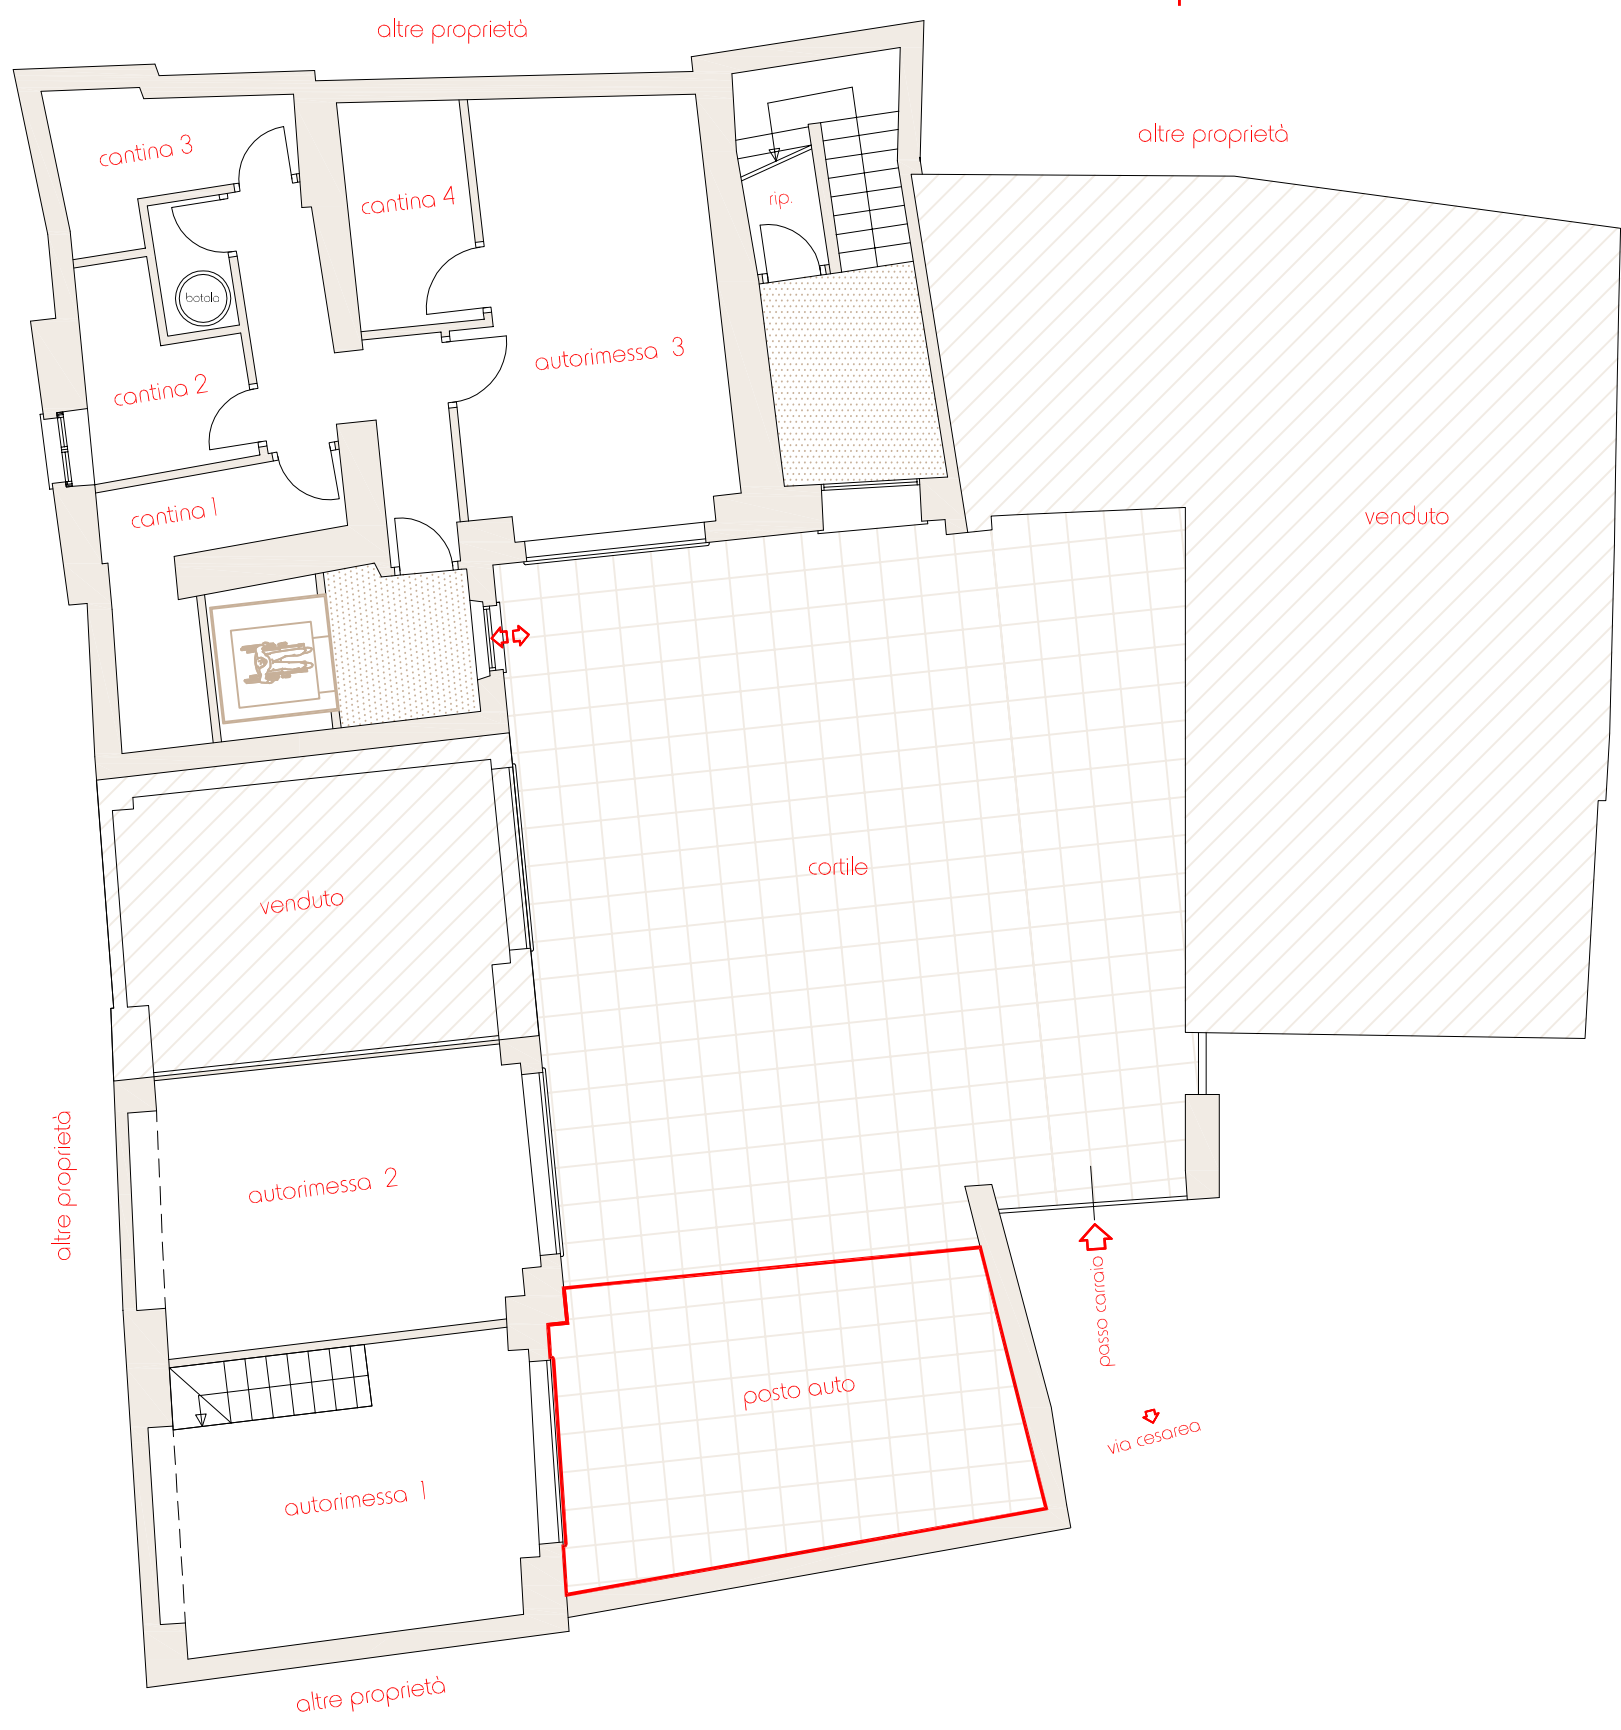 altre proprietà
altre proprietà
cantina 3
cantina 4
rip.
botola
autorimessa 3
cantina 2
cantina 1
venduto
cortile
venduto
altre proprietà
autorimessa 2
passo carraio
posto auto
via cesarea
autorimessa 1
altre proprietà